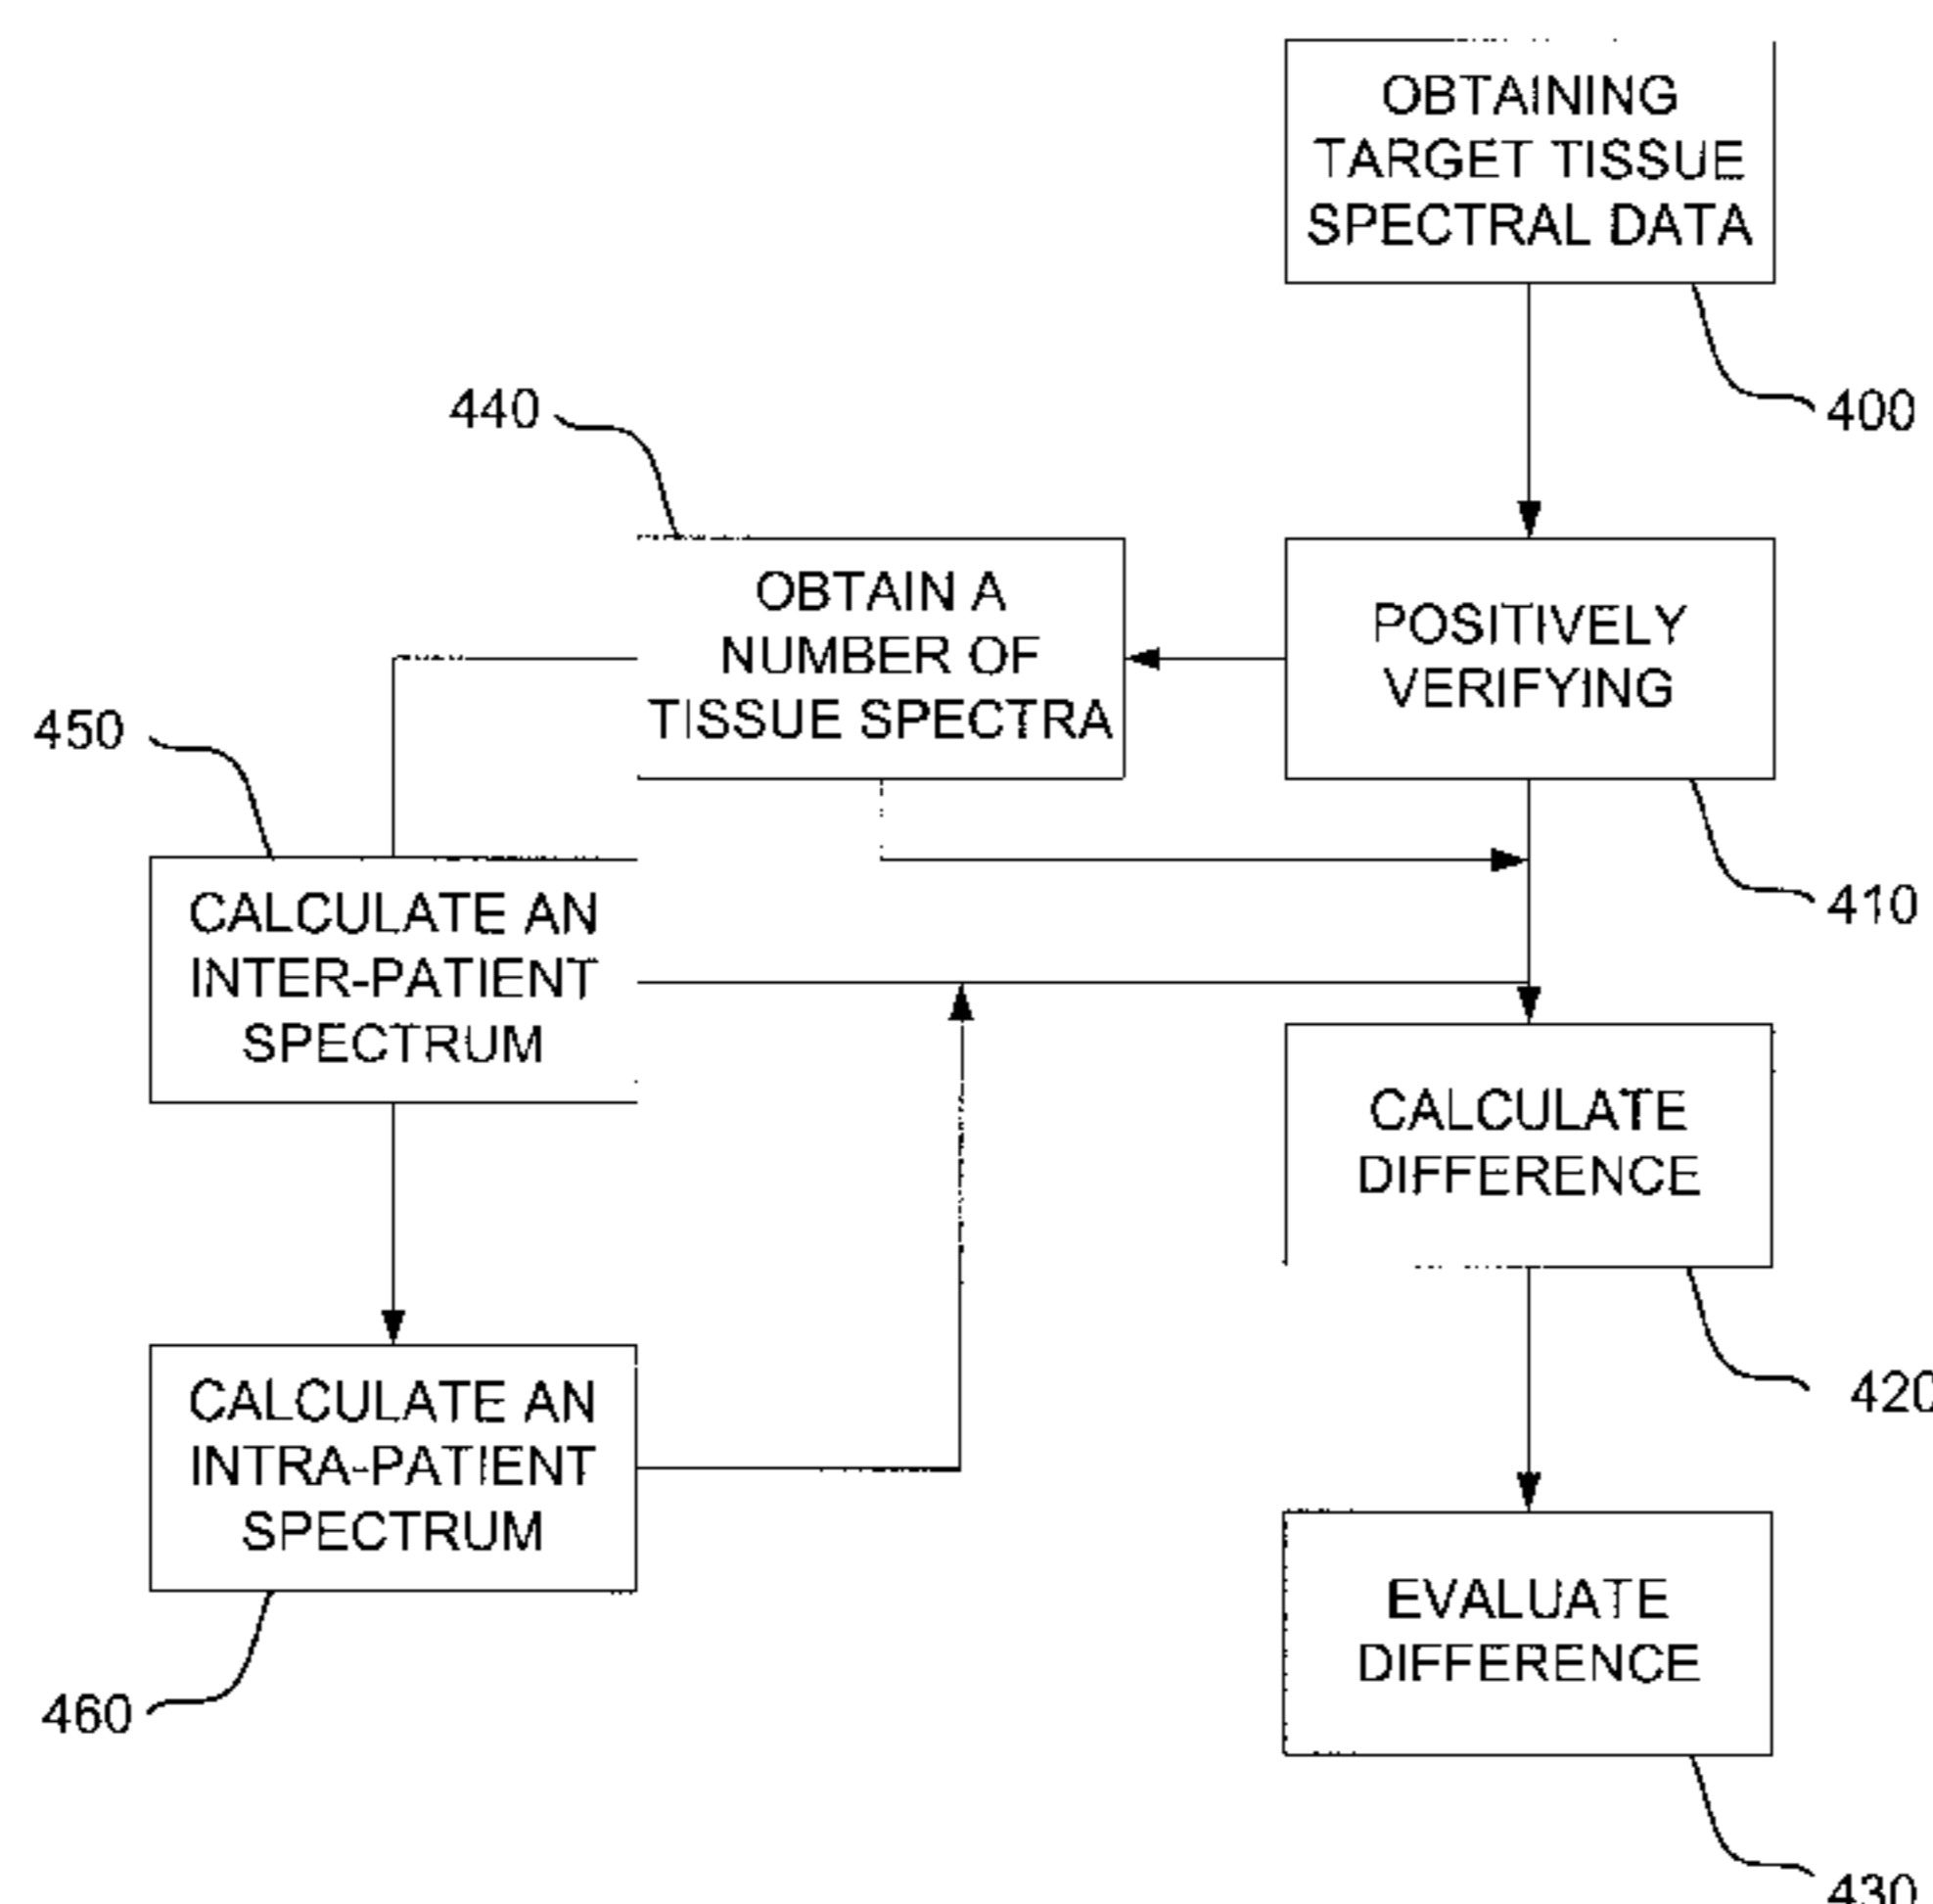 OBTAINING
TARGET TISSUE
SPECTRAL DATA
400
440
OBTAIN A
NUMBER OF
TISSUE SPECTRA
POSITIVELY
VERIFYING
450
410
CALCULATE AN
INTER-PATIENT
SPECTRUM
CALCULATE
DIFFERENCE
420
CALCULATE AN
INTRA-PATIENT
SPECTRUM
EVALUATE
DIFFERENCE
460
430